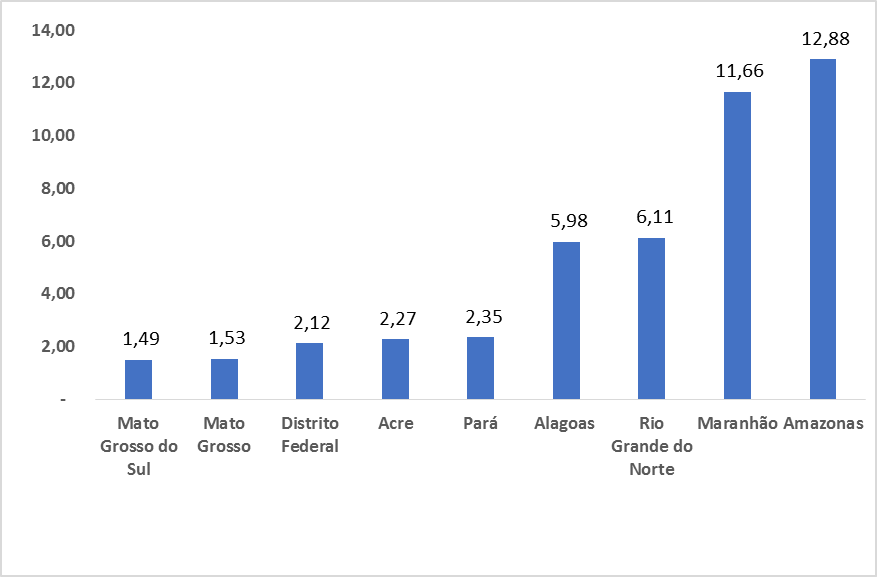 14,00
12,00
10,00
8,00
6,00
4,00
2,00
-
1,49
1,53
2,12
2,27
2,35
5,98
6,11
11,66
12,88
Mato
Grosso do
Sul
Mato
Grosso
Distrito
Federal
Acre
Pará
Alagoas
Rio
Grande do
Norte
Maranhão
Amazonas